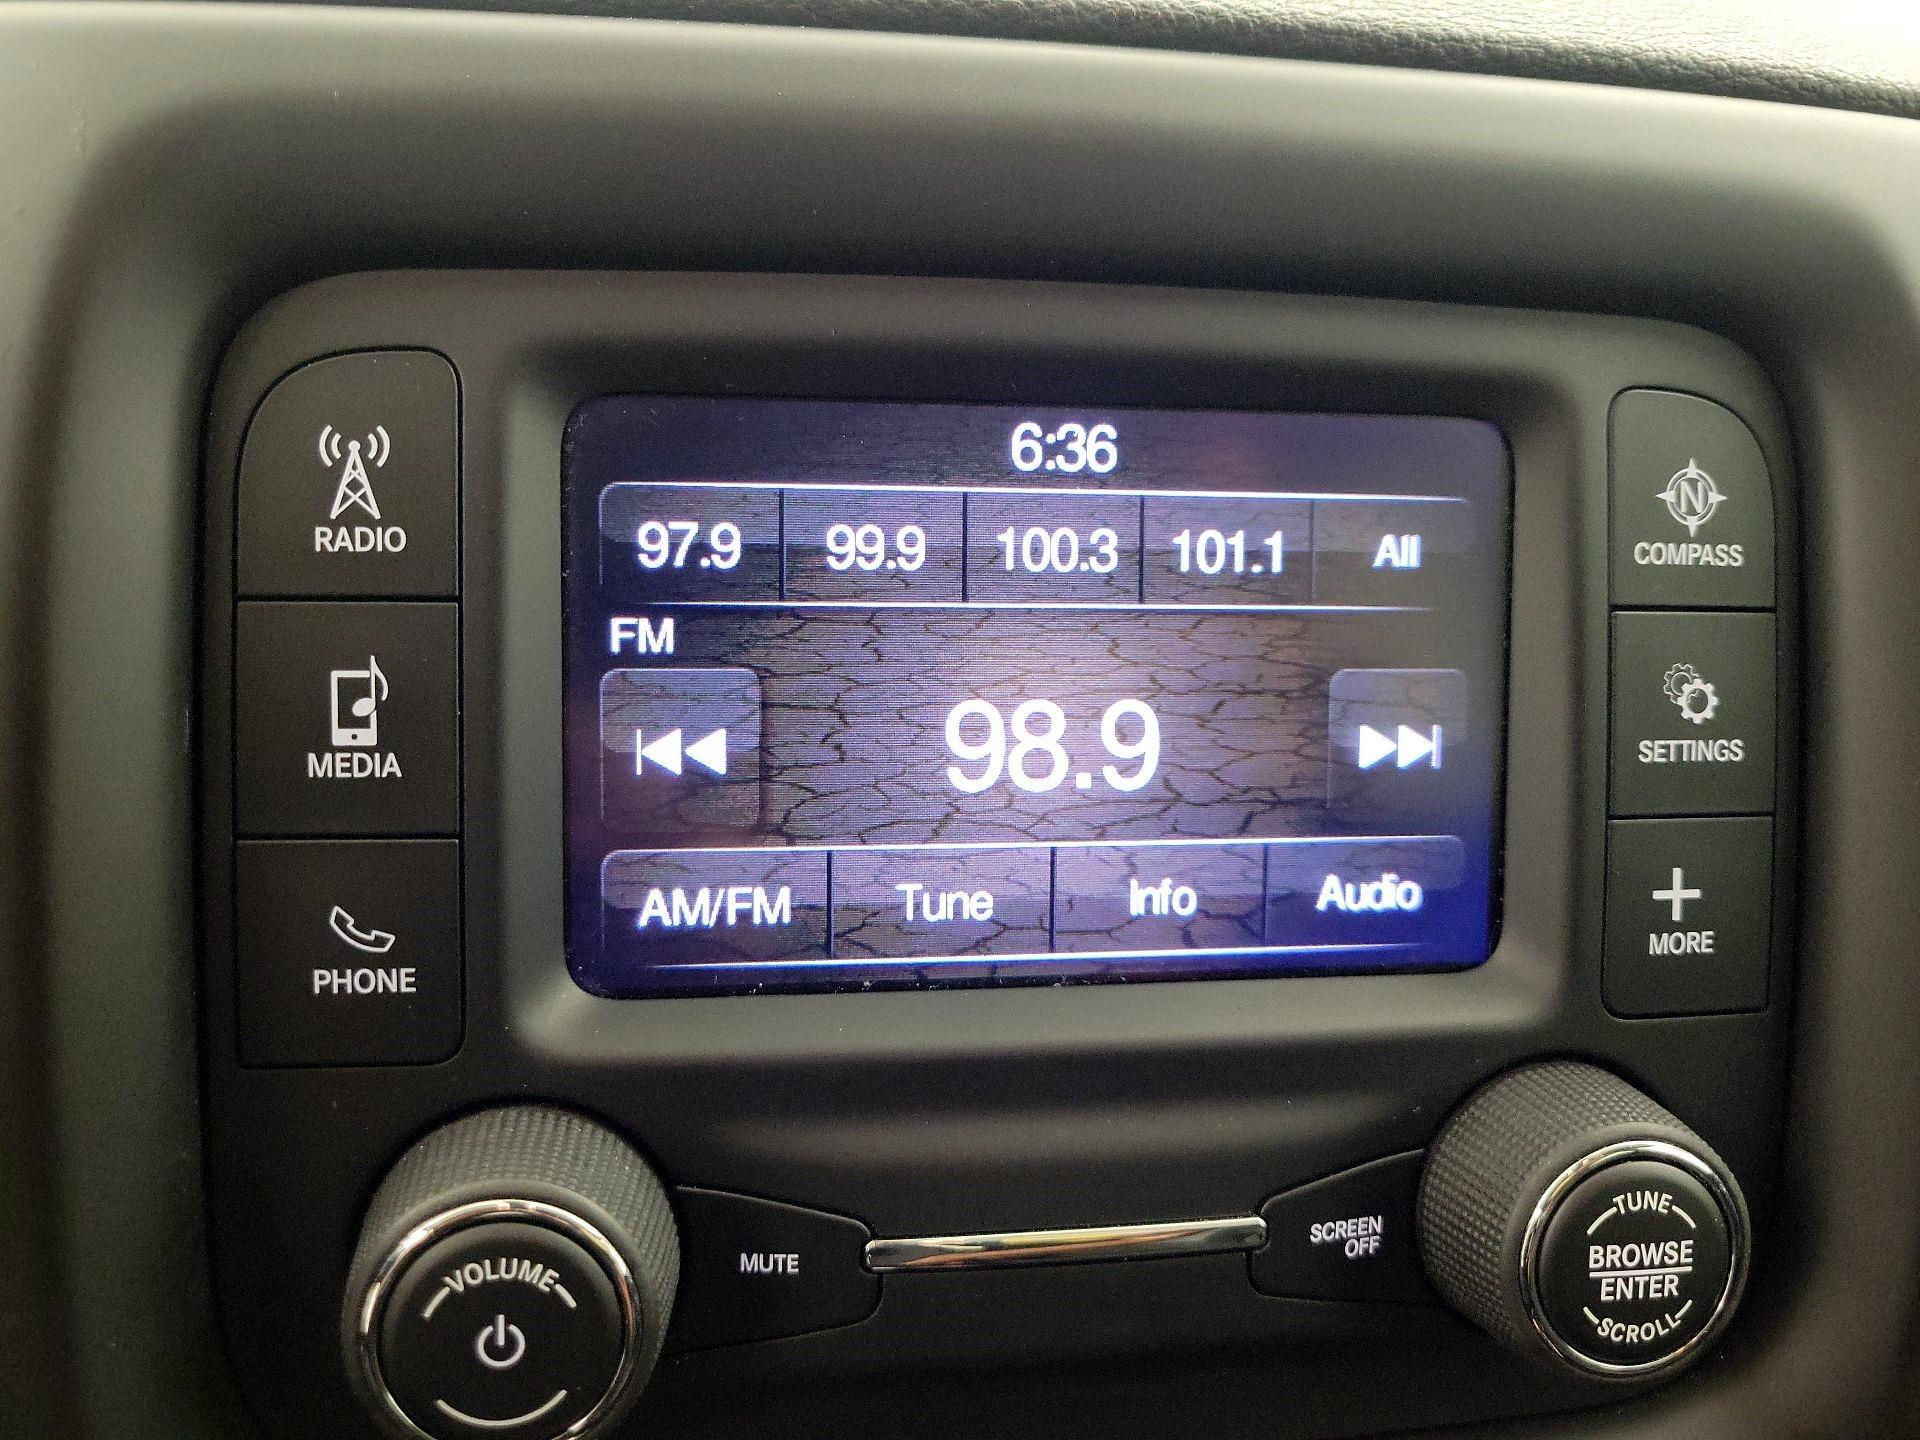 6:36
97.9 99.9 100.3 101.1 All
FM
98.9
AM/FM Tune Info Audio
RADIO
MEDIA
PHONE
N
COMPASS
SETTINGS
MORE
VOLUME
MUTE
SCREEN
OFF
TUNE
BROWSE
ENTER
SCROLL